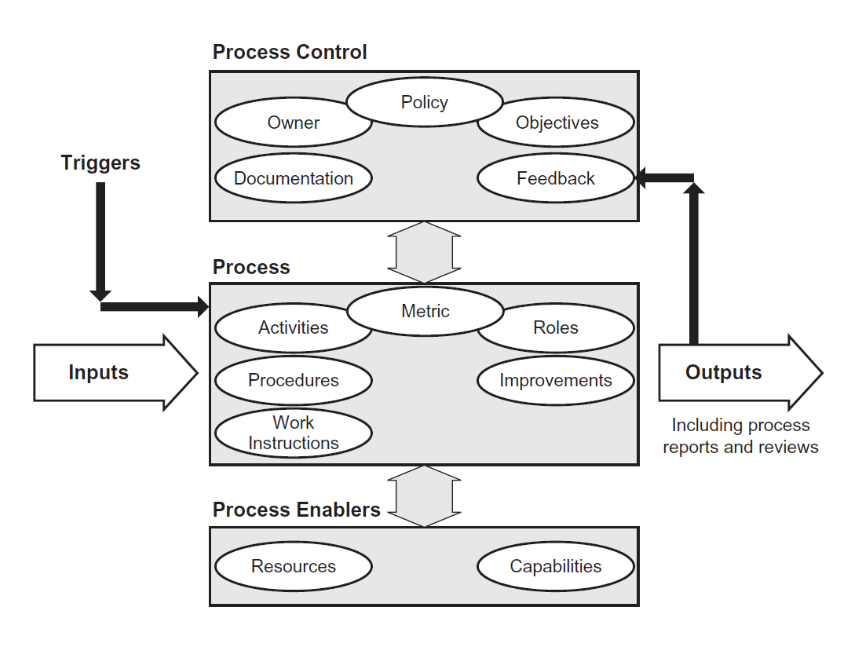 Process Control
Policy
Owner
Objectives
Documentation
Feedback
Triggers
Process
Metric
Activities
Roles
Procedures
Improvements
Work
Instructions
Inputs
Outputs
Including process
reports and reviews
Process Enablers
Resources
Capabilities